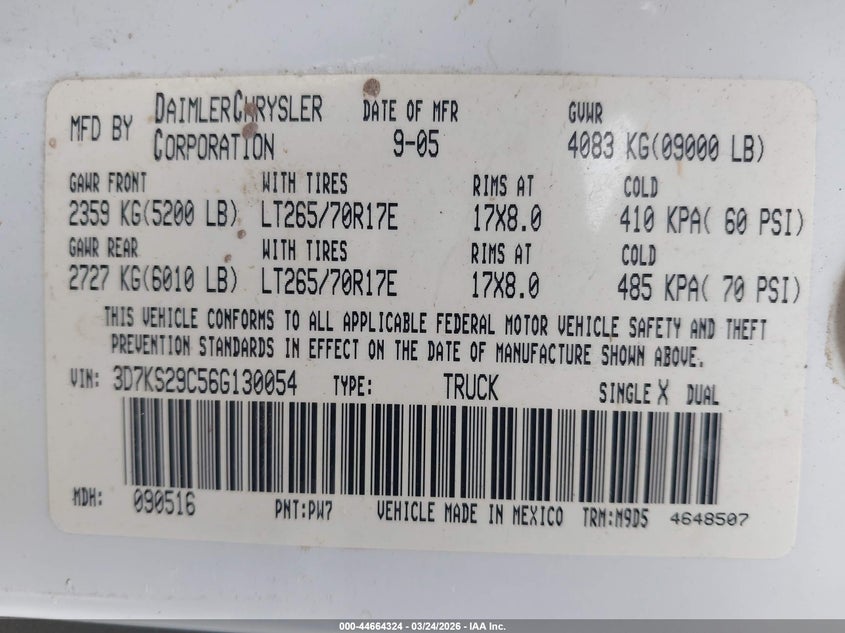 MFD BY DAIMLERCHRYSLER CORPORATION DATE OF MFR 9-05 GVWR 4083 KG(09000 LB)
GAWR FRONT WITH TIRES RIMS AT COLD
2359 KG(5200 LB) LT265/70R17E 17X8.0 410 KPA( 60 PSI)
GAWR REAR WITH TIRES RIMS AT COLD
2727 KG(6010 LB) LT265/70R17E 17X8.0 485 KPA( 70 PSI)
THIS VEHICLE CONFORMS TO ALL APPLICABLE FEDERAL MOTOR VEHICLE SAFETY AND THEFT
PREVENTION STANDARDS IN EFFECT ON THE DATE OF MANUFACTURE SHOWN ABOVE.
VIN: 3D7KS29C56G130054 TYPE: TRUCK SINGLE X DUAL
MDH: 090516 PNT:PW7 VEHICLE MADE IN MEXICO TRM:M9D5 4648507
000-44664324 - 03/24/2026 - IAA Inc.